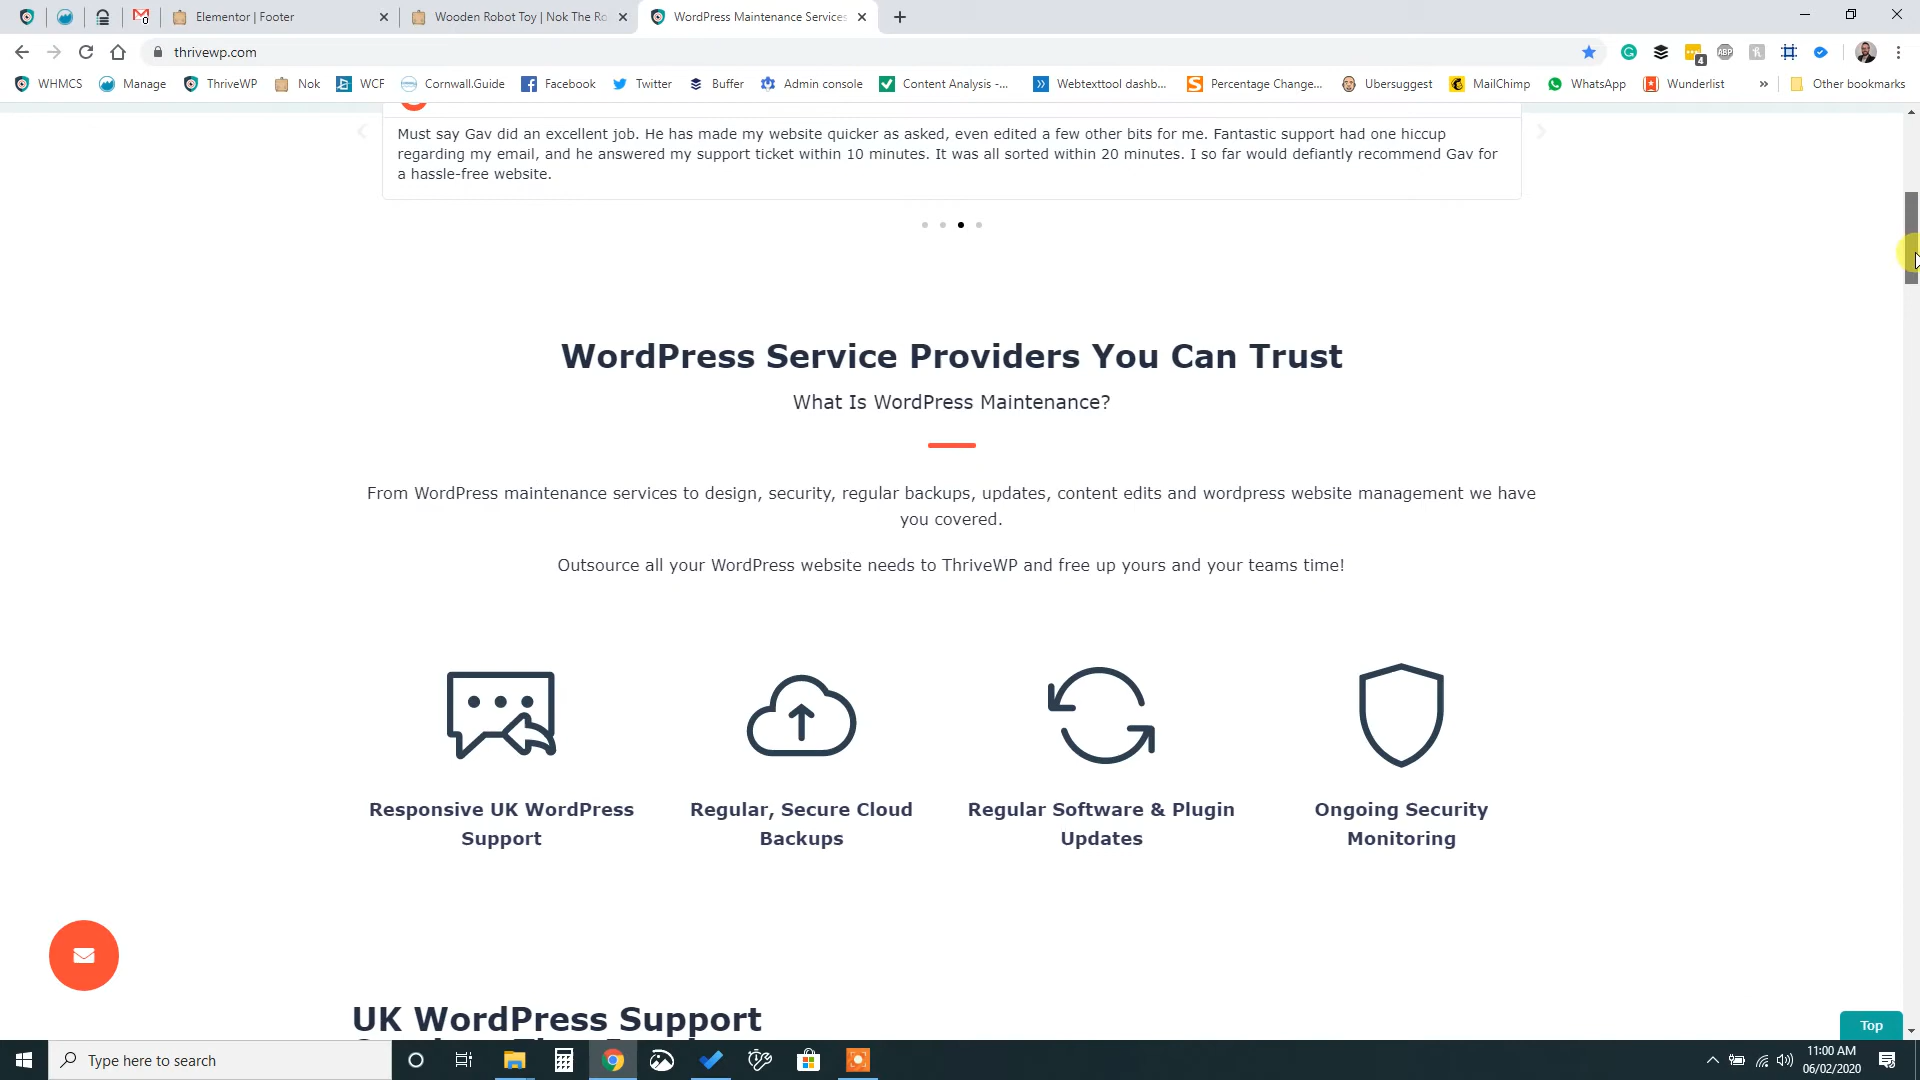 0
Elementor | Footer
Wooden Robot Toy | Nok The Ro
WordPress Maintenance Services
thrivewp.com
4
ABP
WHMCS
Manage
ThriveWP
Nok
WCF
Cornwall.Guide
Facebook
Twitter
Buffer
Admin console
Content Analysis -...
Webtexttool dashb...
Percentage Change...
Ubersuggest
MailChimp
WhatsApp
Wunderlist
»
Other bookmarks
Must say Gav did an excellent job. He has made my website quicker as asked, even edited a few other bits for me. Fantastic support had one hiccup
regarding my email, and he answered my support ticket within 10 minutes. It was all sorted within 20 minutes. I so far would defiantly recommend Gav for
a hassle-free website.
WordPress Service Providers You Can Trust
What Is WordPress Maintenance?
From WordPress maintenance services to design, security, regular backups, updates, content edits and wordpress website management we have
you covered.
Outsource all your WordPress website needs to ThriveWP and free up yours and your teams time!
Responsive UK WordPress
Support
Regular, Secure Cloud
Backups
Regular Software & Plugin
Updates
Ongoing Security
Monitoring
UK WordPress Support
Top
Type here to search
11:00 AM
06/02/2020